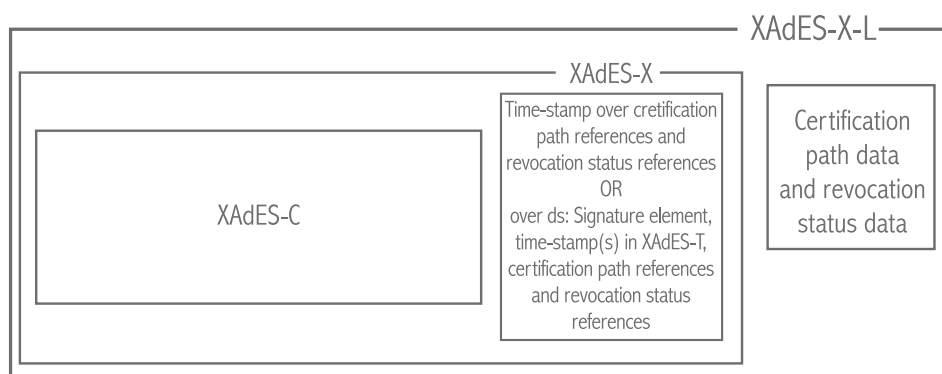 XAdES-X-L
XAdES-X
Time-stamp over cretification
path references and
revocation status references
OR
over ds: Signature element,
time-stamp(s) in XAdES-T,
certification path references
and revocation status
references
XAdES-C
Certification
path data
and revocation
status data